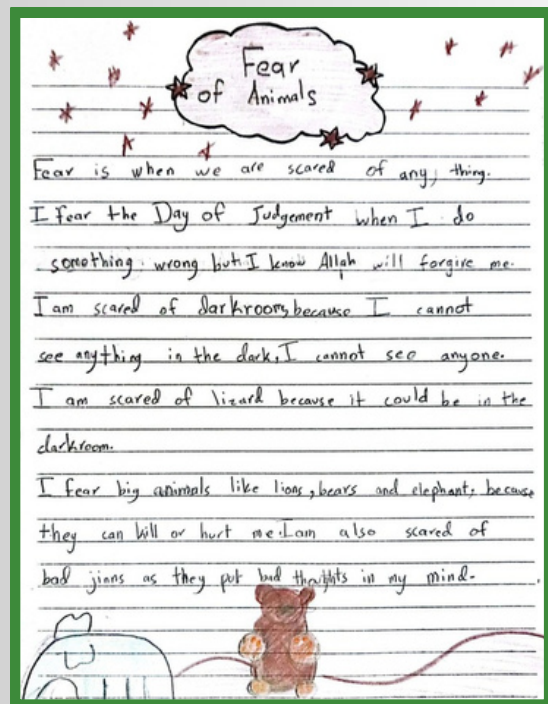 Fear
of Animals
Fear is when we are scared of any, thing.
I fear the Day of Judgement when I do
something wrong but I know Allah will forgive me.
I am scared of darkroom, because I cannot
see anything in the dark, I cannot see anyone.
I am scared of lizard because it could be in the
darkroom.
I fear big animals like lions, bears and elephant, because
they can kill or hurt me. I am also scared of
bad jinns as they put bad thoughts in my mind.